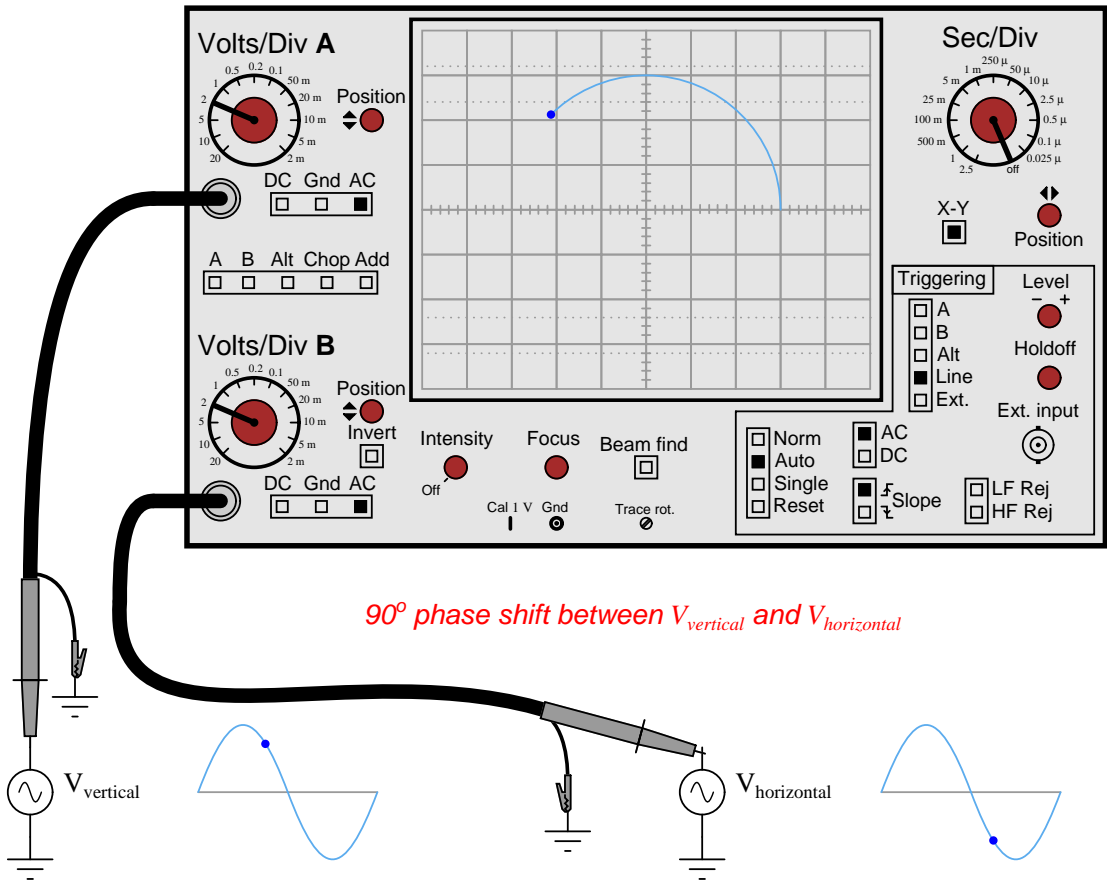 Volts/Div A
0.5 0.2 0.1
1 50 m
2 20 m
5 10 m
10 5 m
20 2 m
Position
DC Gnd AC
A B Alt Chop Add
Volts/Div B
0.5 0.2 0.1
1 50 m
2 20 m
5 10 m
10 5 m
20 2 m
Position
Invert
DC Gnd AC
Intensity
Off
Focus
Beam find
Cal 1 V Gnd
Trace rot.
Sec/Div
250 µ
1 m 50 µ
5 m 10 µ
25 m 2.5 µ
100 m 0.5 µ
500 m 0.1 µ
1 0.025 µ
2.5 off
X-Y
Position
Triggering
A
B
Alt
Line
Ext.
Level
− +
Holdoff
Ext. input
Norm
Auto
Single
Reset
AC
DC
Slope
LF Rej
HF Rej
90o phase shift between Vvertical and Vhorizontal
Vvertical
Vhorizontal